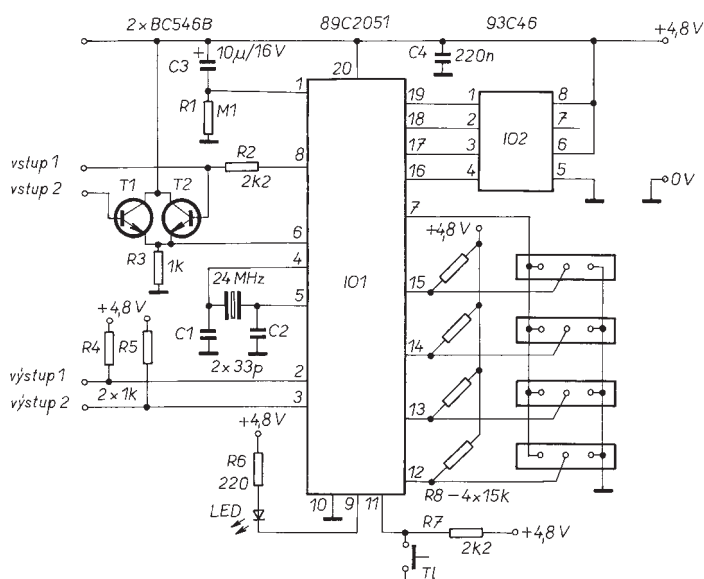 2×BC546B 89C2051 93C46
+4,8V
+ 10µ/16V
C3
C4 220n
20
1
R1 M1
19 1 8
18 2 7
17 3 6
16 4 5
IO2
vstup 1
vstup 2
R2
2k2
8
T1 T2
0V
7
+4,8V
6
R3
1k
4
24 MHz
5
IO1
15
C1 C2
2×33p
14
+4,8V
R4 R5
výstup 1
2
2×1k
výstup 2
3
13
+4,8V
12
R6
220
R8-4×15k
LED
10 9 11
R7
+4,8V
2k2
Tl